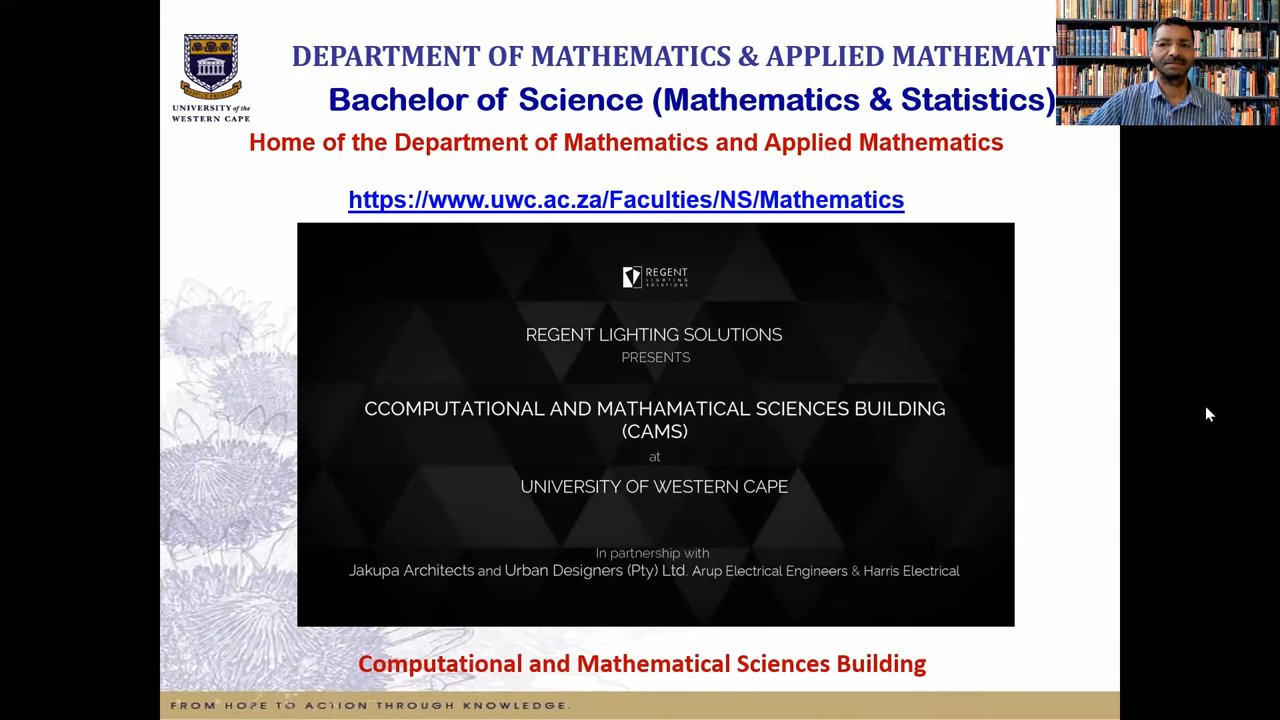 UNIVERSITY of the
WESTERN CAPE
DEPARTMENT OF MATHEMATICS & APPLIED MATHEMATI
Bachelor of Science (Mathematics & Statistics)
Home of the Department of Mathematics and Applied Mathematics
https://www.uwc.ac.za/Faculties/NS/Mathematics
REGENT
LIGHTING
SOLUTIONS
REGENT LIGHTING SOLUTIONS
PRESENTS
CCOMPUTATIONAL AND MATHAMATICAL SCIENCES BUILDING
(CAMS)
at
UNIVERSITY OF WESTERN CAPE
In partnership with
Jakupa Architects and Urban Designers (Pty) Ltd. Arup Electrical Engineers & Harris Electrical
Computational and Mathematical Sciences Building
FROM HOPE TO ACTION THROUGH KNOWLEDGE.